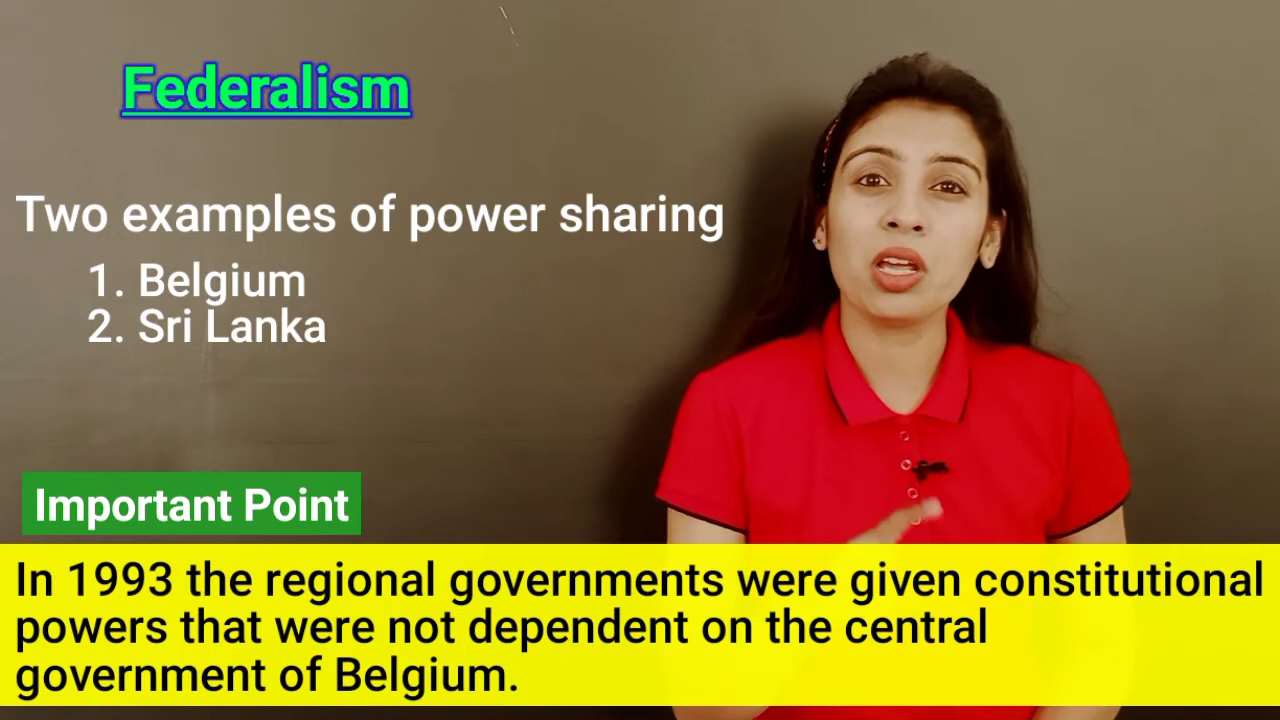 Federalism
Two examples of power sharing
1. Belgium
2. Sri Lanka
Important Point
In 1993 the regional governments were given constitutional
powers that were not dependent on the central
government of Belgium.